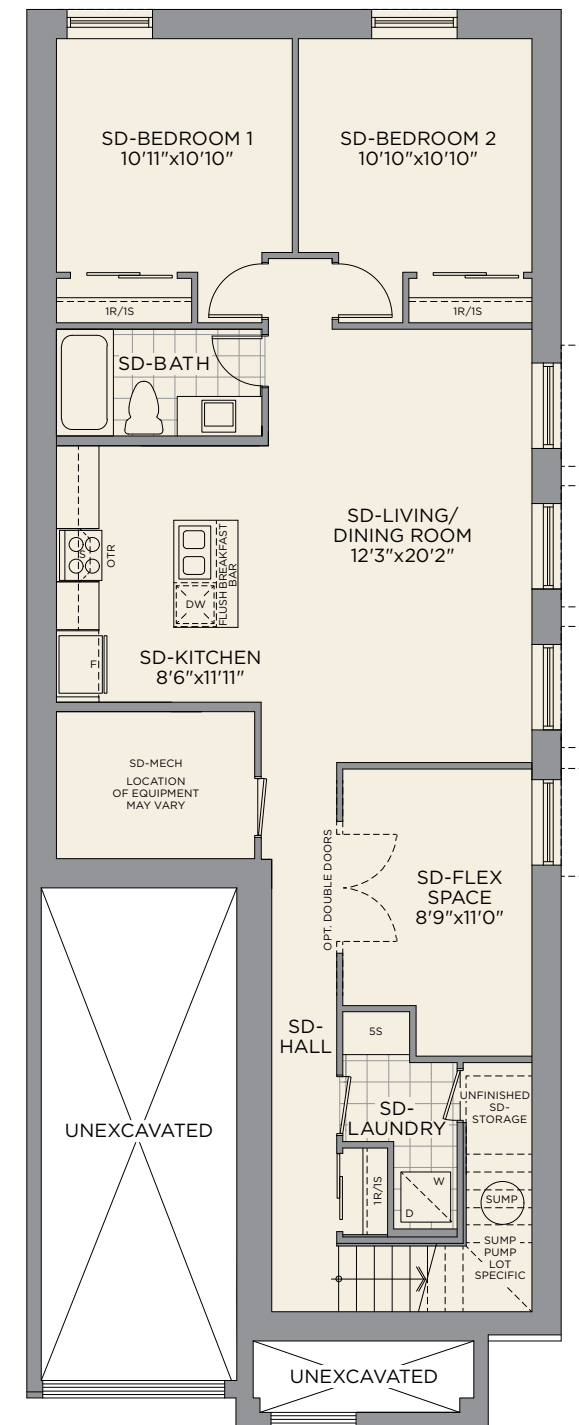 SD-BEDROOM 1
10'11"x10'10"
SD-BEDROOM 2
10'10"x10'10"
1R/1S
1R/1S
SD-BATH
SD-LIVING/
DINING ROOM
12'3"x20'2"
S
OTR
FLUSH BREAKFAST
BAR
DW
SD-KITCHEN
8'6"x11'11"
F
SD-MECH
LOCATION
OF EQUIPMENT
MAY VARY
OPT. DOUBLE DOORS
SD-FLEX
SPACE
8'9"x11'0"
SD-
HALL
5S
UNFINISHED
SD-
STORAGE
SD-
LAUNDRY
UNEXCAVATED
1R/1S
W
D
SUMP
SUMP
PUMP
LOT
SPECIFIC
UNEXCAVATED